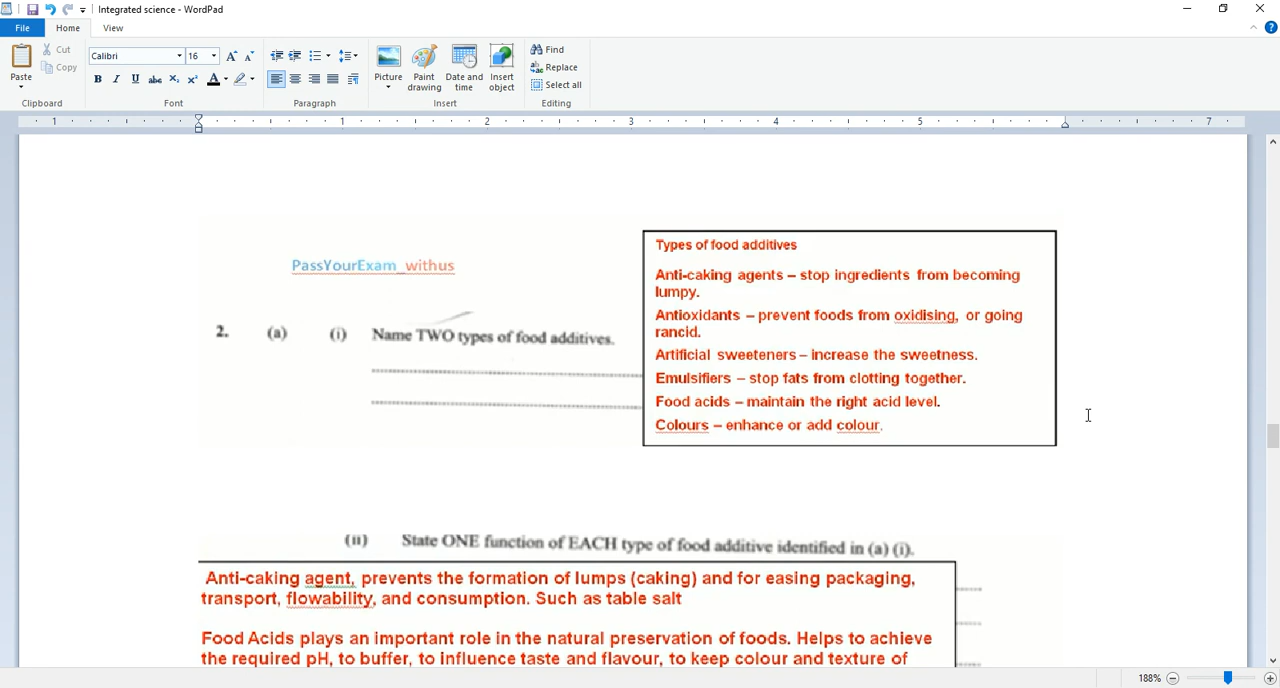 Integrated science - WordPad
File
Home
View
Paste
Cut
Copy
Clipboard
Calibri
16
Font
Paragraph
Picture
Paint drawing
Date and time
Insert object
Insert
Find
Replace
Select all
Editing
1 1 2 3 4 5 7
PassYourExam_withus
2. (a) (i) Name TWO types of food additives.
Types of food additives
Anti-caking agents – stop ingredients from becoming
lumpy.
Antioxidants – prevent foods from oxidising, or going
rancid.
Artificial sweeteners – increase the sweetness.
Emulsifiers – stop fats from clotting together.
Food acids – maintain the right acid level.
Colours – enhance or add colour.
(ii) State ONE function of EACH type of food additive identified in (a) (i).
Anti-caking agent, prevents the formation of lumps (caking) and for easing packaging,
transport, flowability, and consumption. Such as table salt
Food Acids plays an important role in the natural preservation of foods. Helps to achieve
the required pH, to buffer, to influence taste and flavour, to keep colour and texture of
188%